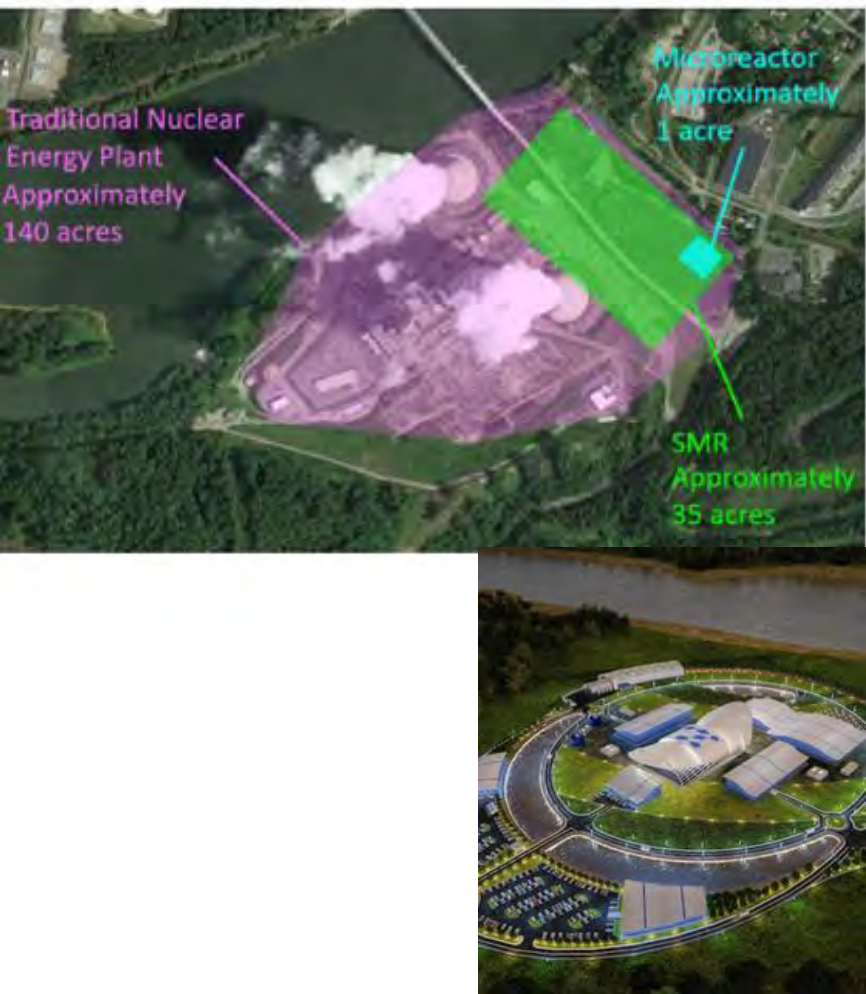 Traditional Nuclear
Energy Plant
Approximately
140 acres
Microreactor
Approximately
1 acre
SMR
Approximately
35 acres